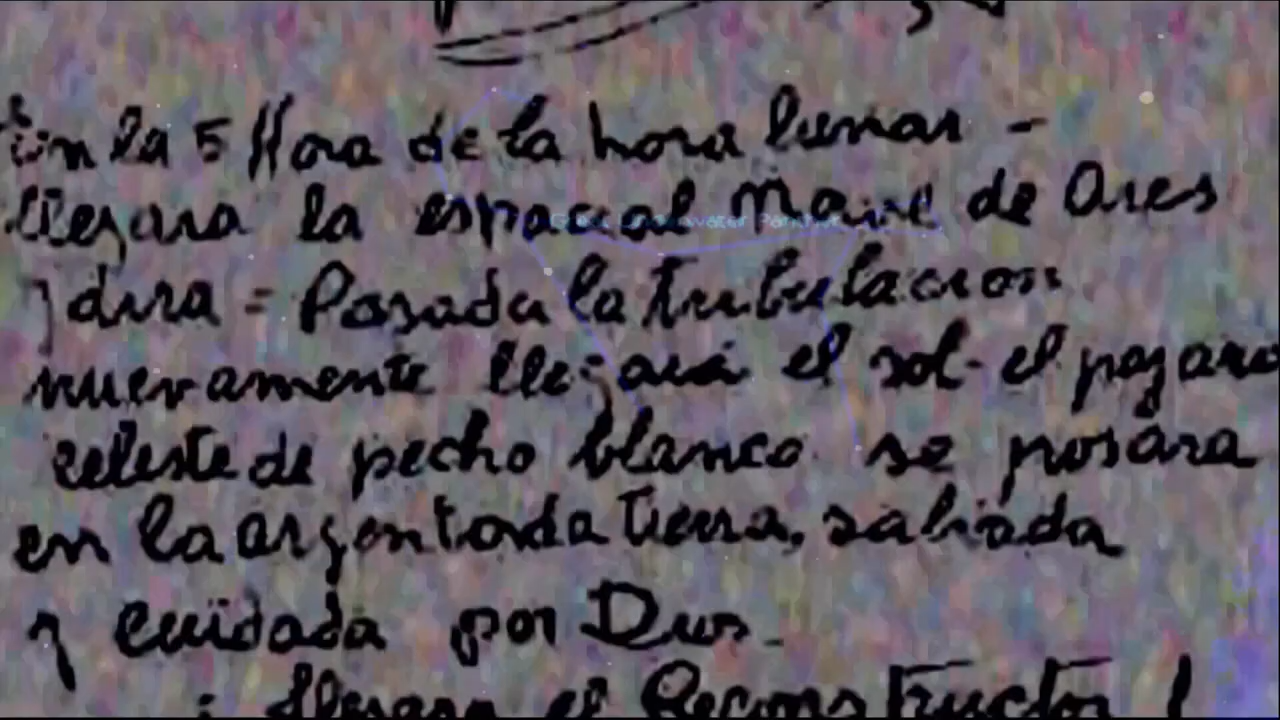 En la 5 Hora de la hora lunar -
llegara la espacial Nave de Ares
y dira = Pasada la tribulacion
nuevamente llegará el sol- el pajaro
celeste de pecho blanco se posara
en la argentada tierra, salvada
y cuidada por Dios.
¡ llegara el Reconstructor !